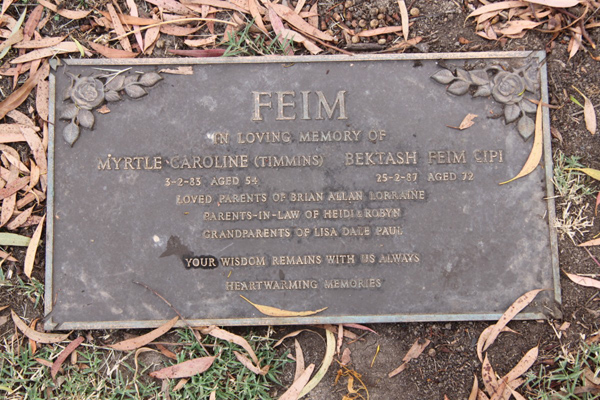 FEIM
IN LOVING MEMORY OF
MYRTLE CAROLINE (TIMMINS) BEKTASH FEIM CIPI
3-2-83 AGED 54 25-2-87 AGED 72
LOVED PARENTS OF BRIAN ALLAN LORRAINE
PARENTS-IN-LAW OF HEIDI & ROBYN
GRANDPARENTS OF LISA DALE PAUL
YOUR WISDOM REMAINS WITH US ALWAYS
HEARTWARMING MEMORIES